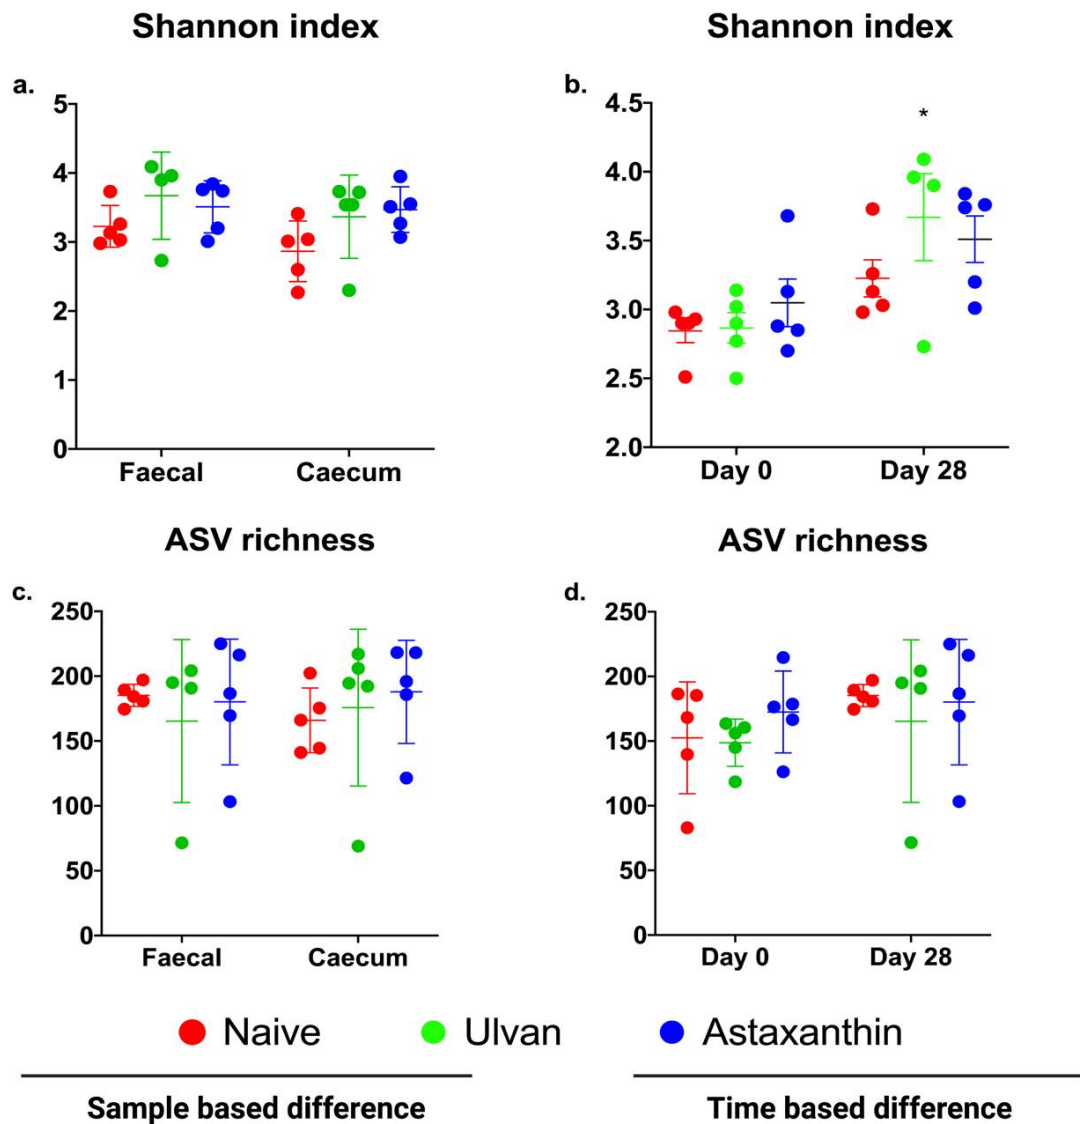 Shannon index
Shannon index
a.
b.
5
4
3
2
1
0
Faecal
Caecum
4.5
4.0
3.5
3.0
2.5
2.0
*
Day 0
Day 28
ASV richness
ASV richness
c.
d.
250
200
150
100
50
0
Faecal
Caecum
250
200
150
100
50
0
Day 0
Day 28
Naive
Ulvan
Astaxanthin
Sample based difference
Time based difference